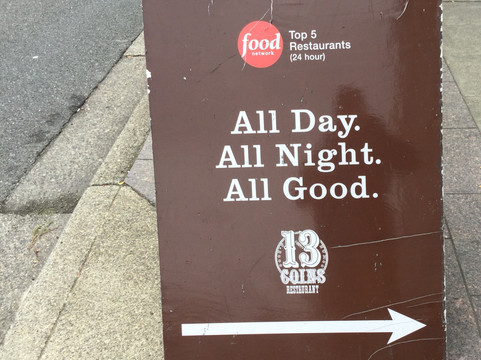 food
network
Top 5
Restaurants
(24 hour)
All Day.
All Night.
All Good.
13
COINS
RESTAURANT